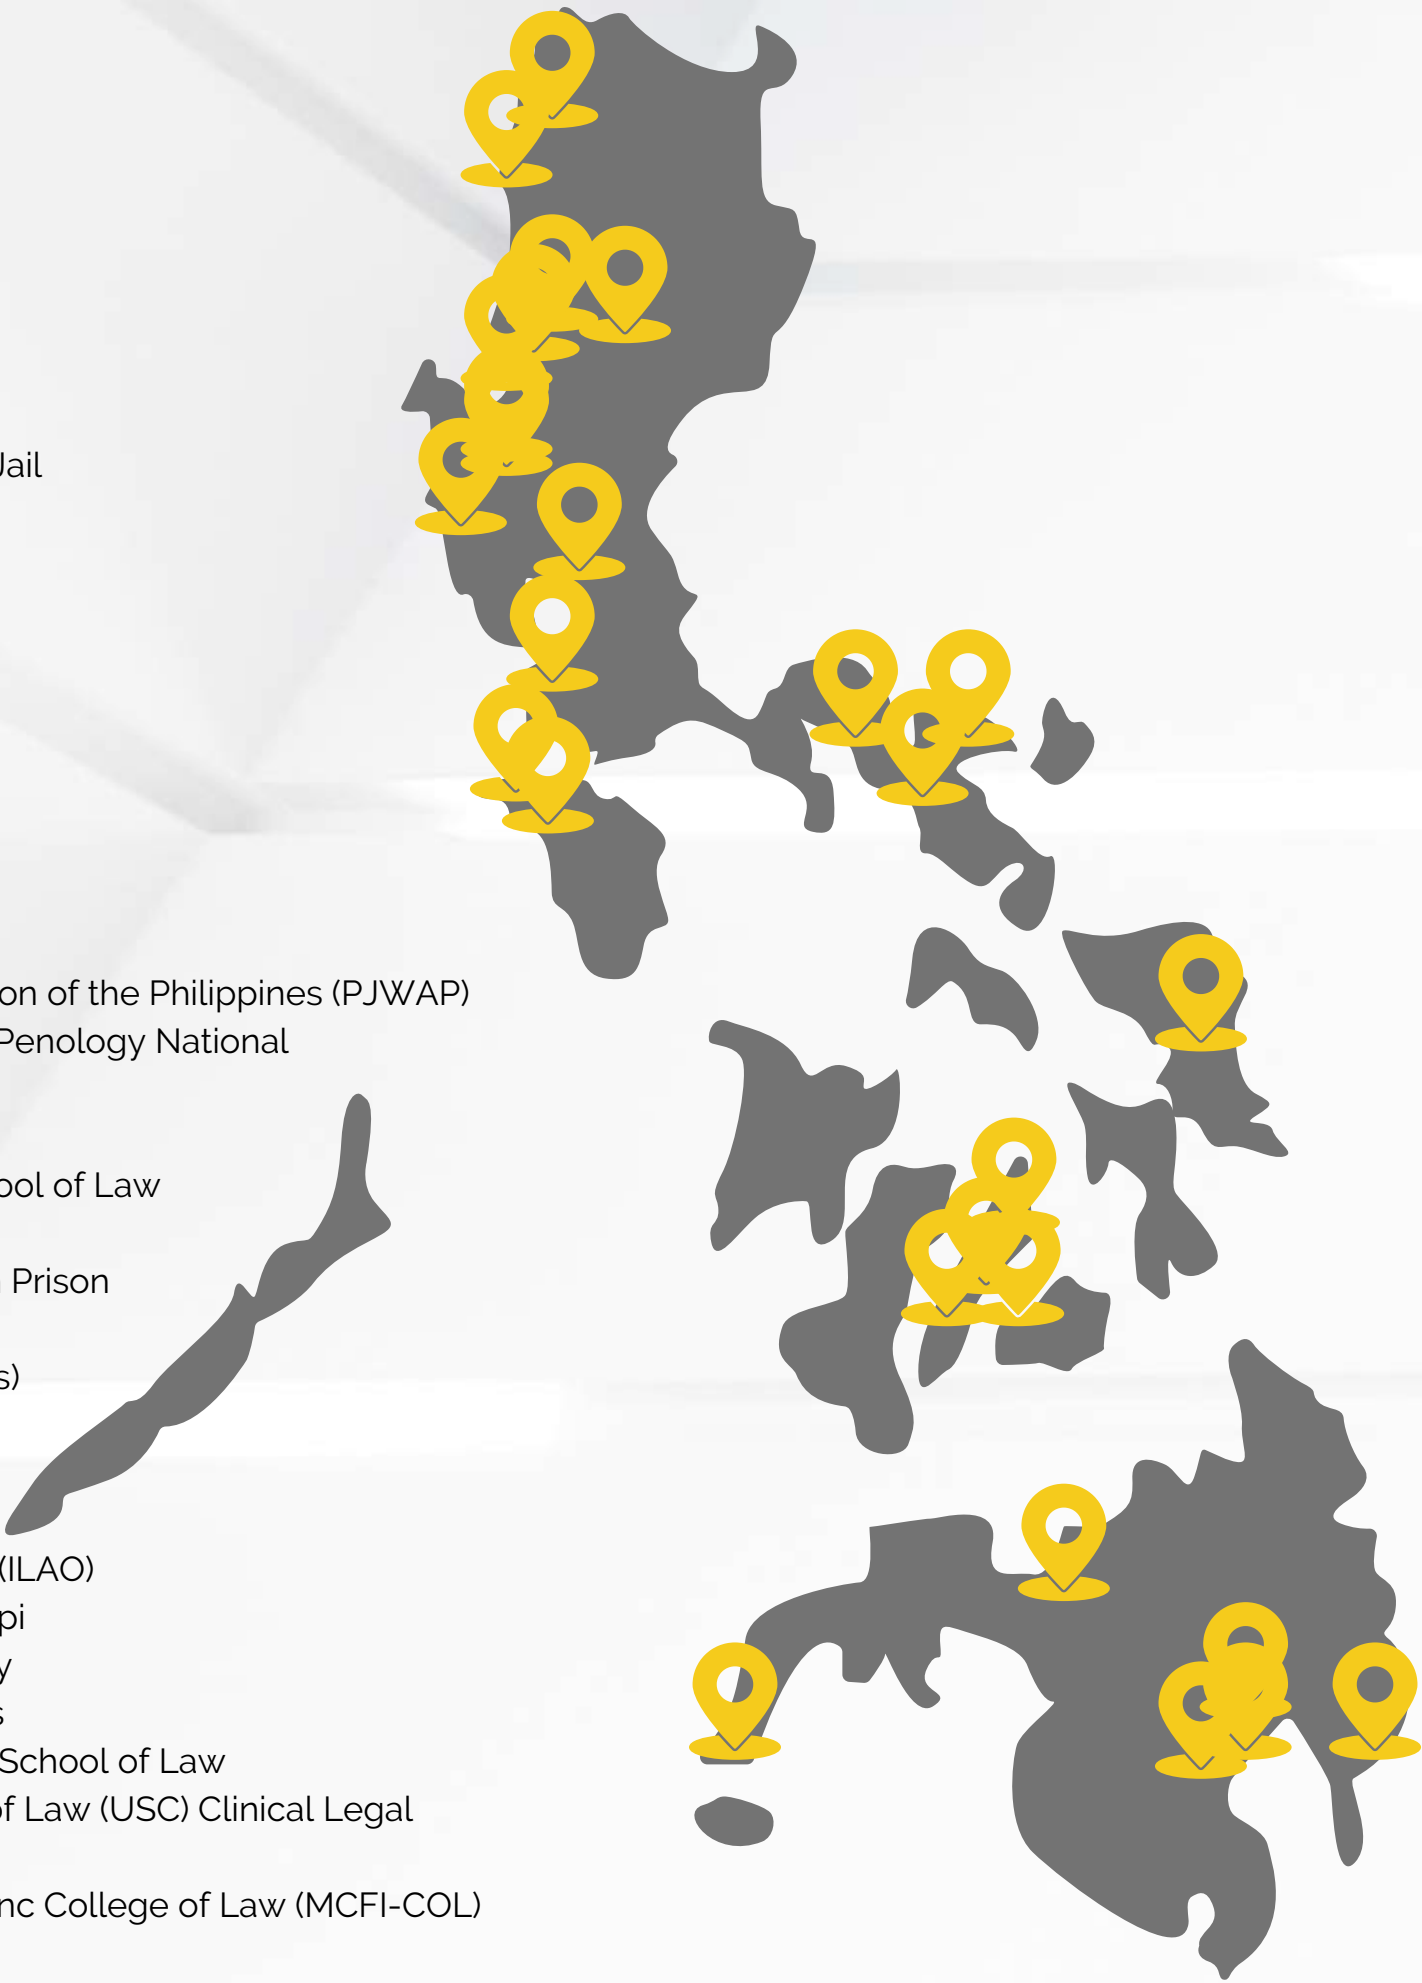 Jail
on of the Philippines (PJWAP)
Penology National
ool of Law
Prison
s)
(ILAO)
pi
y
s
School of Law
of Law (USC) Clinical Legal
nc College of Law (MCFI-COL)